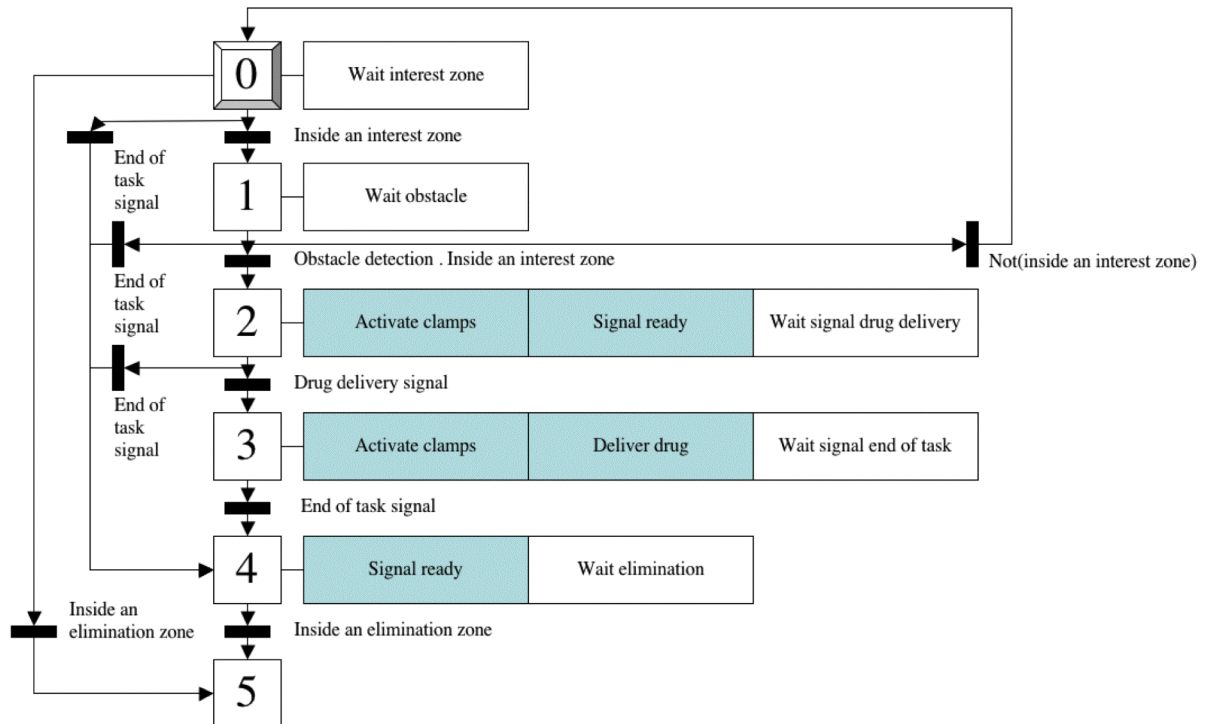 0
Wait interest zone
Inside an interest zone
End of
task
signal
1
Wait obstacle
Obstacle detection . Inside an interest zone
Not(inside an interest zone)
End of
task
signal
2
Activate clamps
Signal ready
Wait signal drug delivery
Drug delivery signal
End of
task
signal
3
Activate clamps
Deliver drug
Wait signal end of task
End of task signal
4
Signal ready
Wait elimination
Inside an
elimination zone
Inside an elimination zone
5